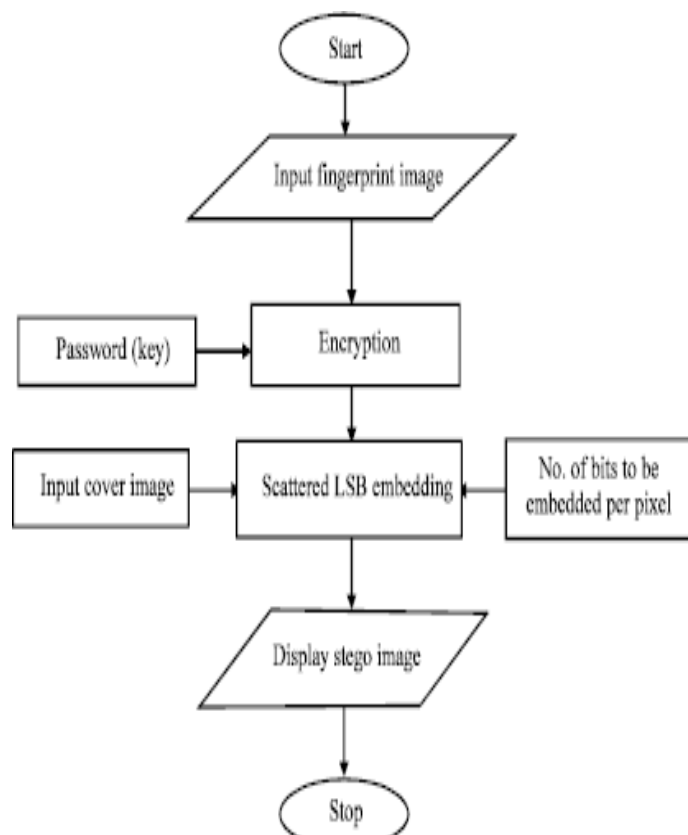 Start
Input fingerprint image
Password (key)
Encryption
Input cover image
Scattered LSB embedding
No. of bits to be
embedded per pixel
Display stego image
Stop